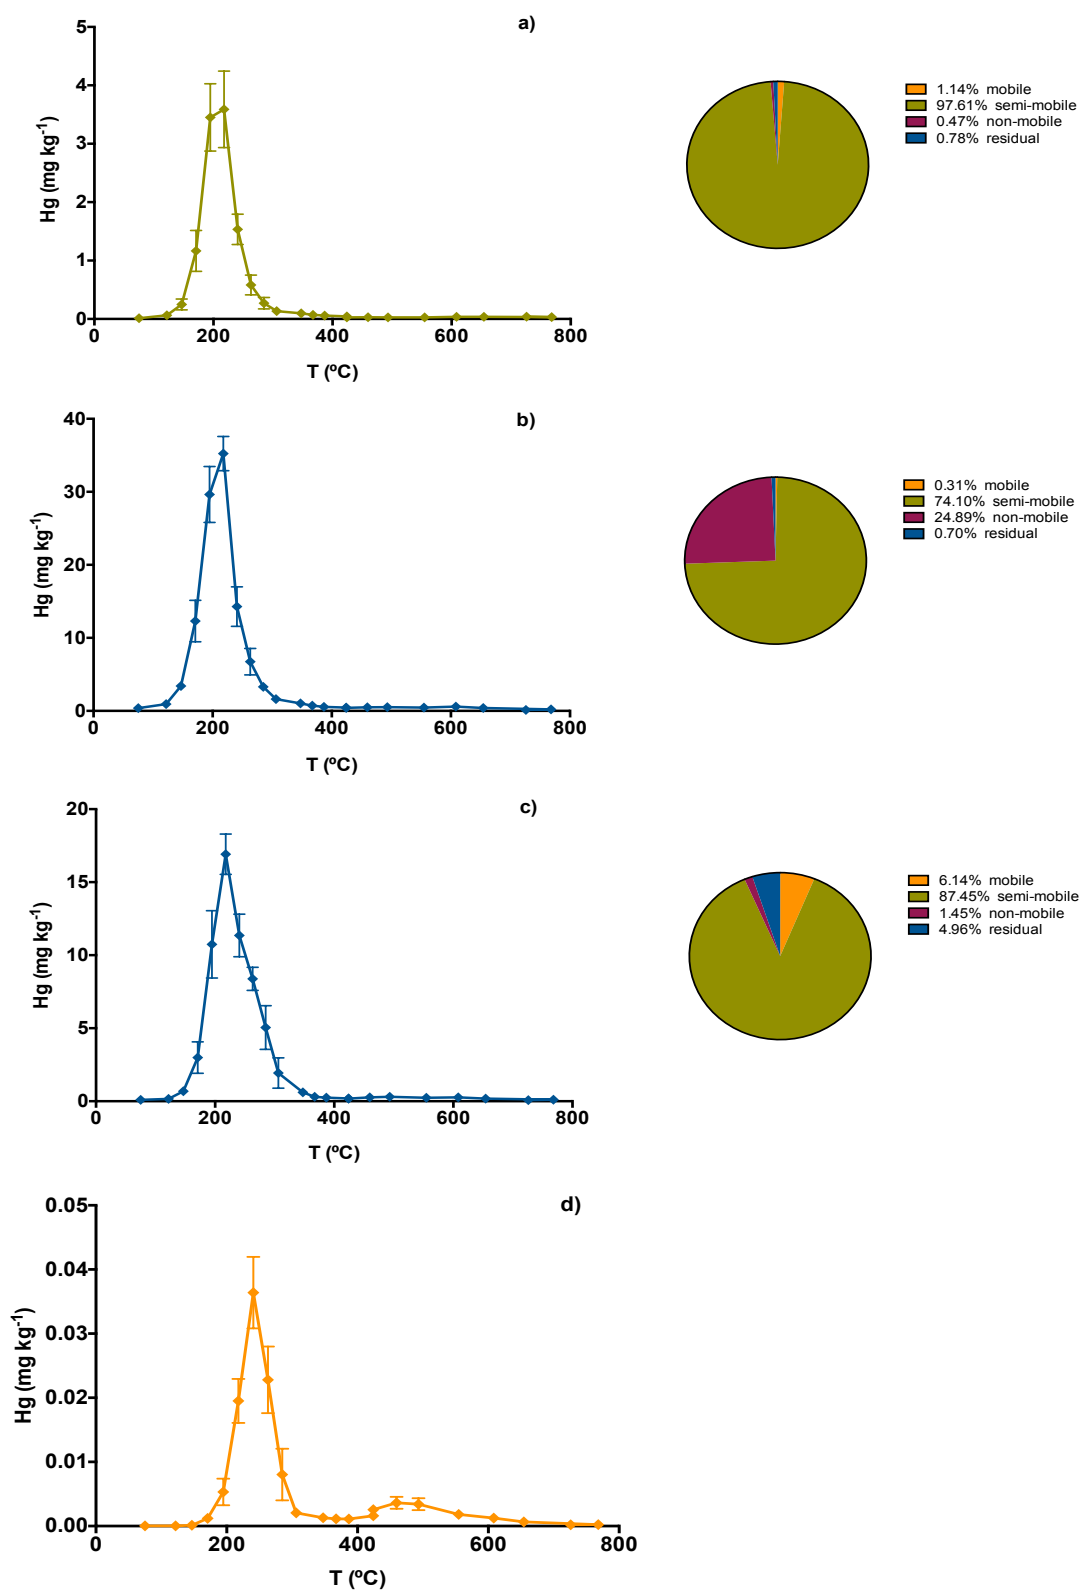 a)
5
4
3
2
1
0
Hg (mg kg-1)
0 200 400 600 800
T (ºC)
1.14% mobile
97.61% semi-mobile
0.47% non-mobile
0.78% residual
b)
40
30
20
10
0
Hg (mg kg-1)
0 200 400 600 800
T (ºC)
0.31% mobile
74.10% semi-mobile
24.89% non-mobile
0.70% residual
c)
20
15
10
5
0
Hg (mg kg-1)
0 200 400 600 800
T (ºC)
6.14% mobile
87.45% semi-mobile
1.45% non-mobile
4.96% residual
d)
0.05
0.04
0.03
0.02
0.01
0.00
Hg (mg kg-1)
0 200 400 600 800
T (ºC)